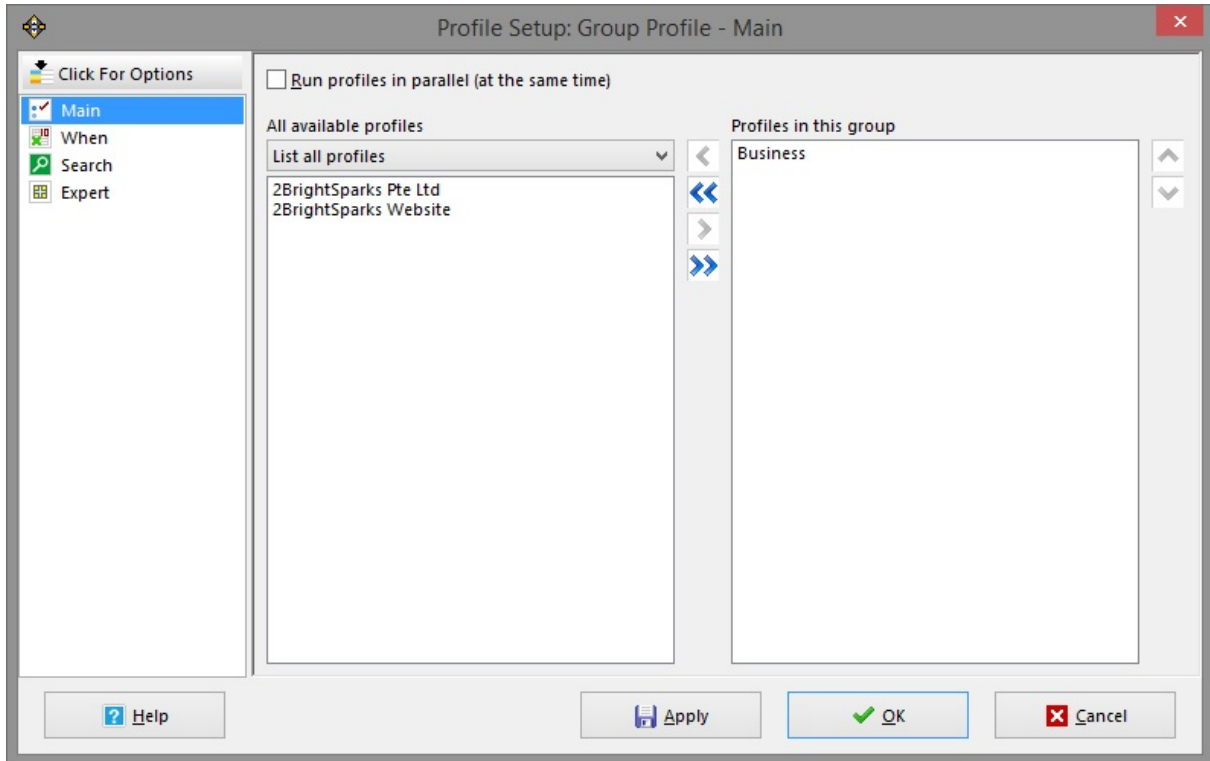 Profile Setup: Group Profile - Main
Click For Options
Main
When
Search
Expert
Run profiles in parallel (at the same time)
All available profiles
List all profiles
2BrightSparks Pte Ltd
2BrightSparks Website
Profiles in this group
Business
Help
Apply
OK
Cancel